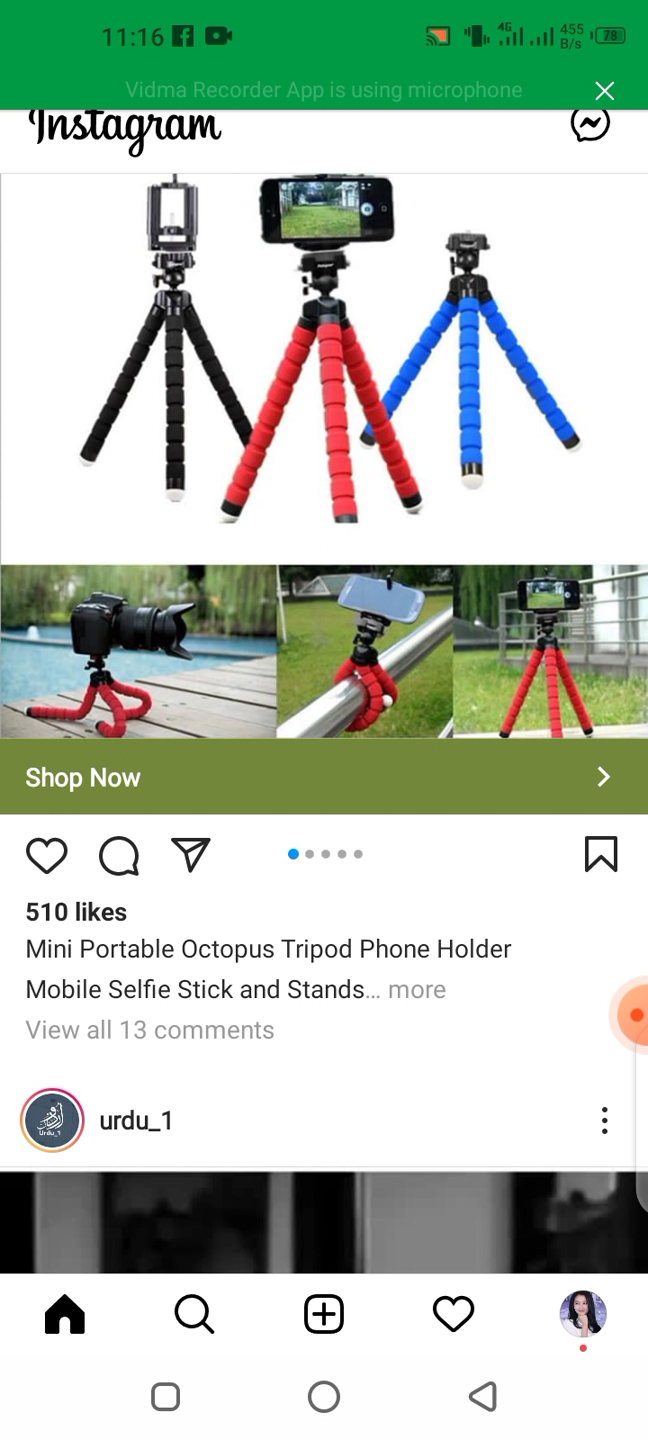 11:16
4G
455 B/s
78
Vidma Recorder App is using microphone
Instagram
Shop Now
510 likes
Mini Portable Octopus Tripod Phone Holder
Mobile Selfie Stick and Stands... more
View all 13 comments
Urdu_1
urdu_1